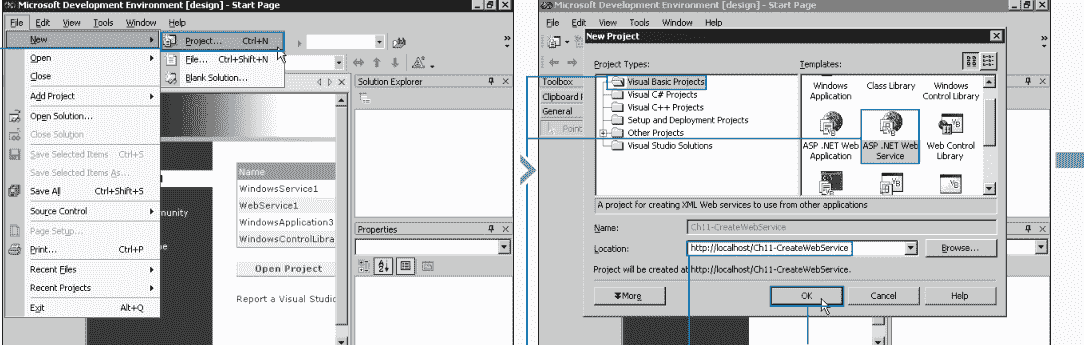 Microsoft Development Environment [design] - Start Page
File Edit View Tools Window Help
New
Project... Ctrl+N
Open
File... Ctrl+Shift+N
Close
Blank Solution...
Add Project
Solution Explorer
Open Solution...
Close Solution
Save Selected Items Ctrl+S
Save Selected Items As...
Name
Save All Ctrl+Shift+S
WindowsService1
Source Control
WebService1
Page Setup...
WindowsApplication3
Properties
Print... Ctrl+P
WindowsControlLibra
Recent Files
Open Project
Recent Projects
Report a Visual Studio
Exit Alt+Q
Microsoft Development Environment [design] - Start Page
File Edit View Tools Window Help
New Project
Project Types:
Templates:
Toolbox
Clipboard R
General
Point
Visual Basic Projects
Visual C# Projects
Visual C++ Projects
Setup and Deployment Projects
Other Projects
Visual Studio Solutions
Windows Application
Class Library
Windows Control Library
ASP .NET Web Application
ASP .NET Web Service
Web Control Library
A project for creating XML Web services to use from other applications
Name: Ch11-CreateWebService
Location: http://localhost/Ch11-CreateWebService Browse...
Project will be created at http://localhost/Ch11-CreateWebService.
More OK Cancel Help